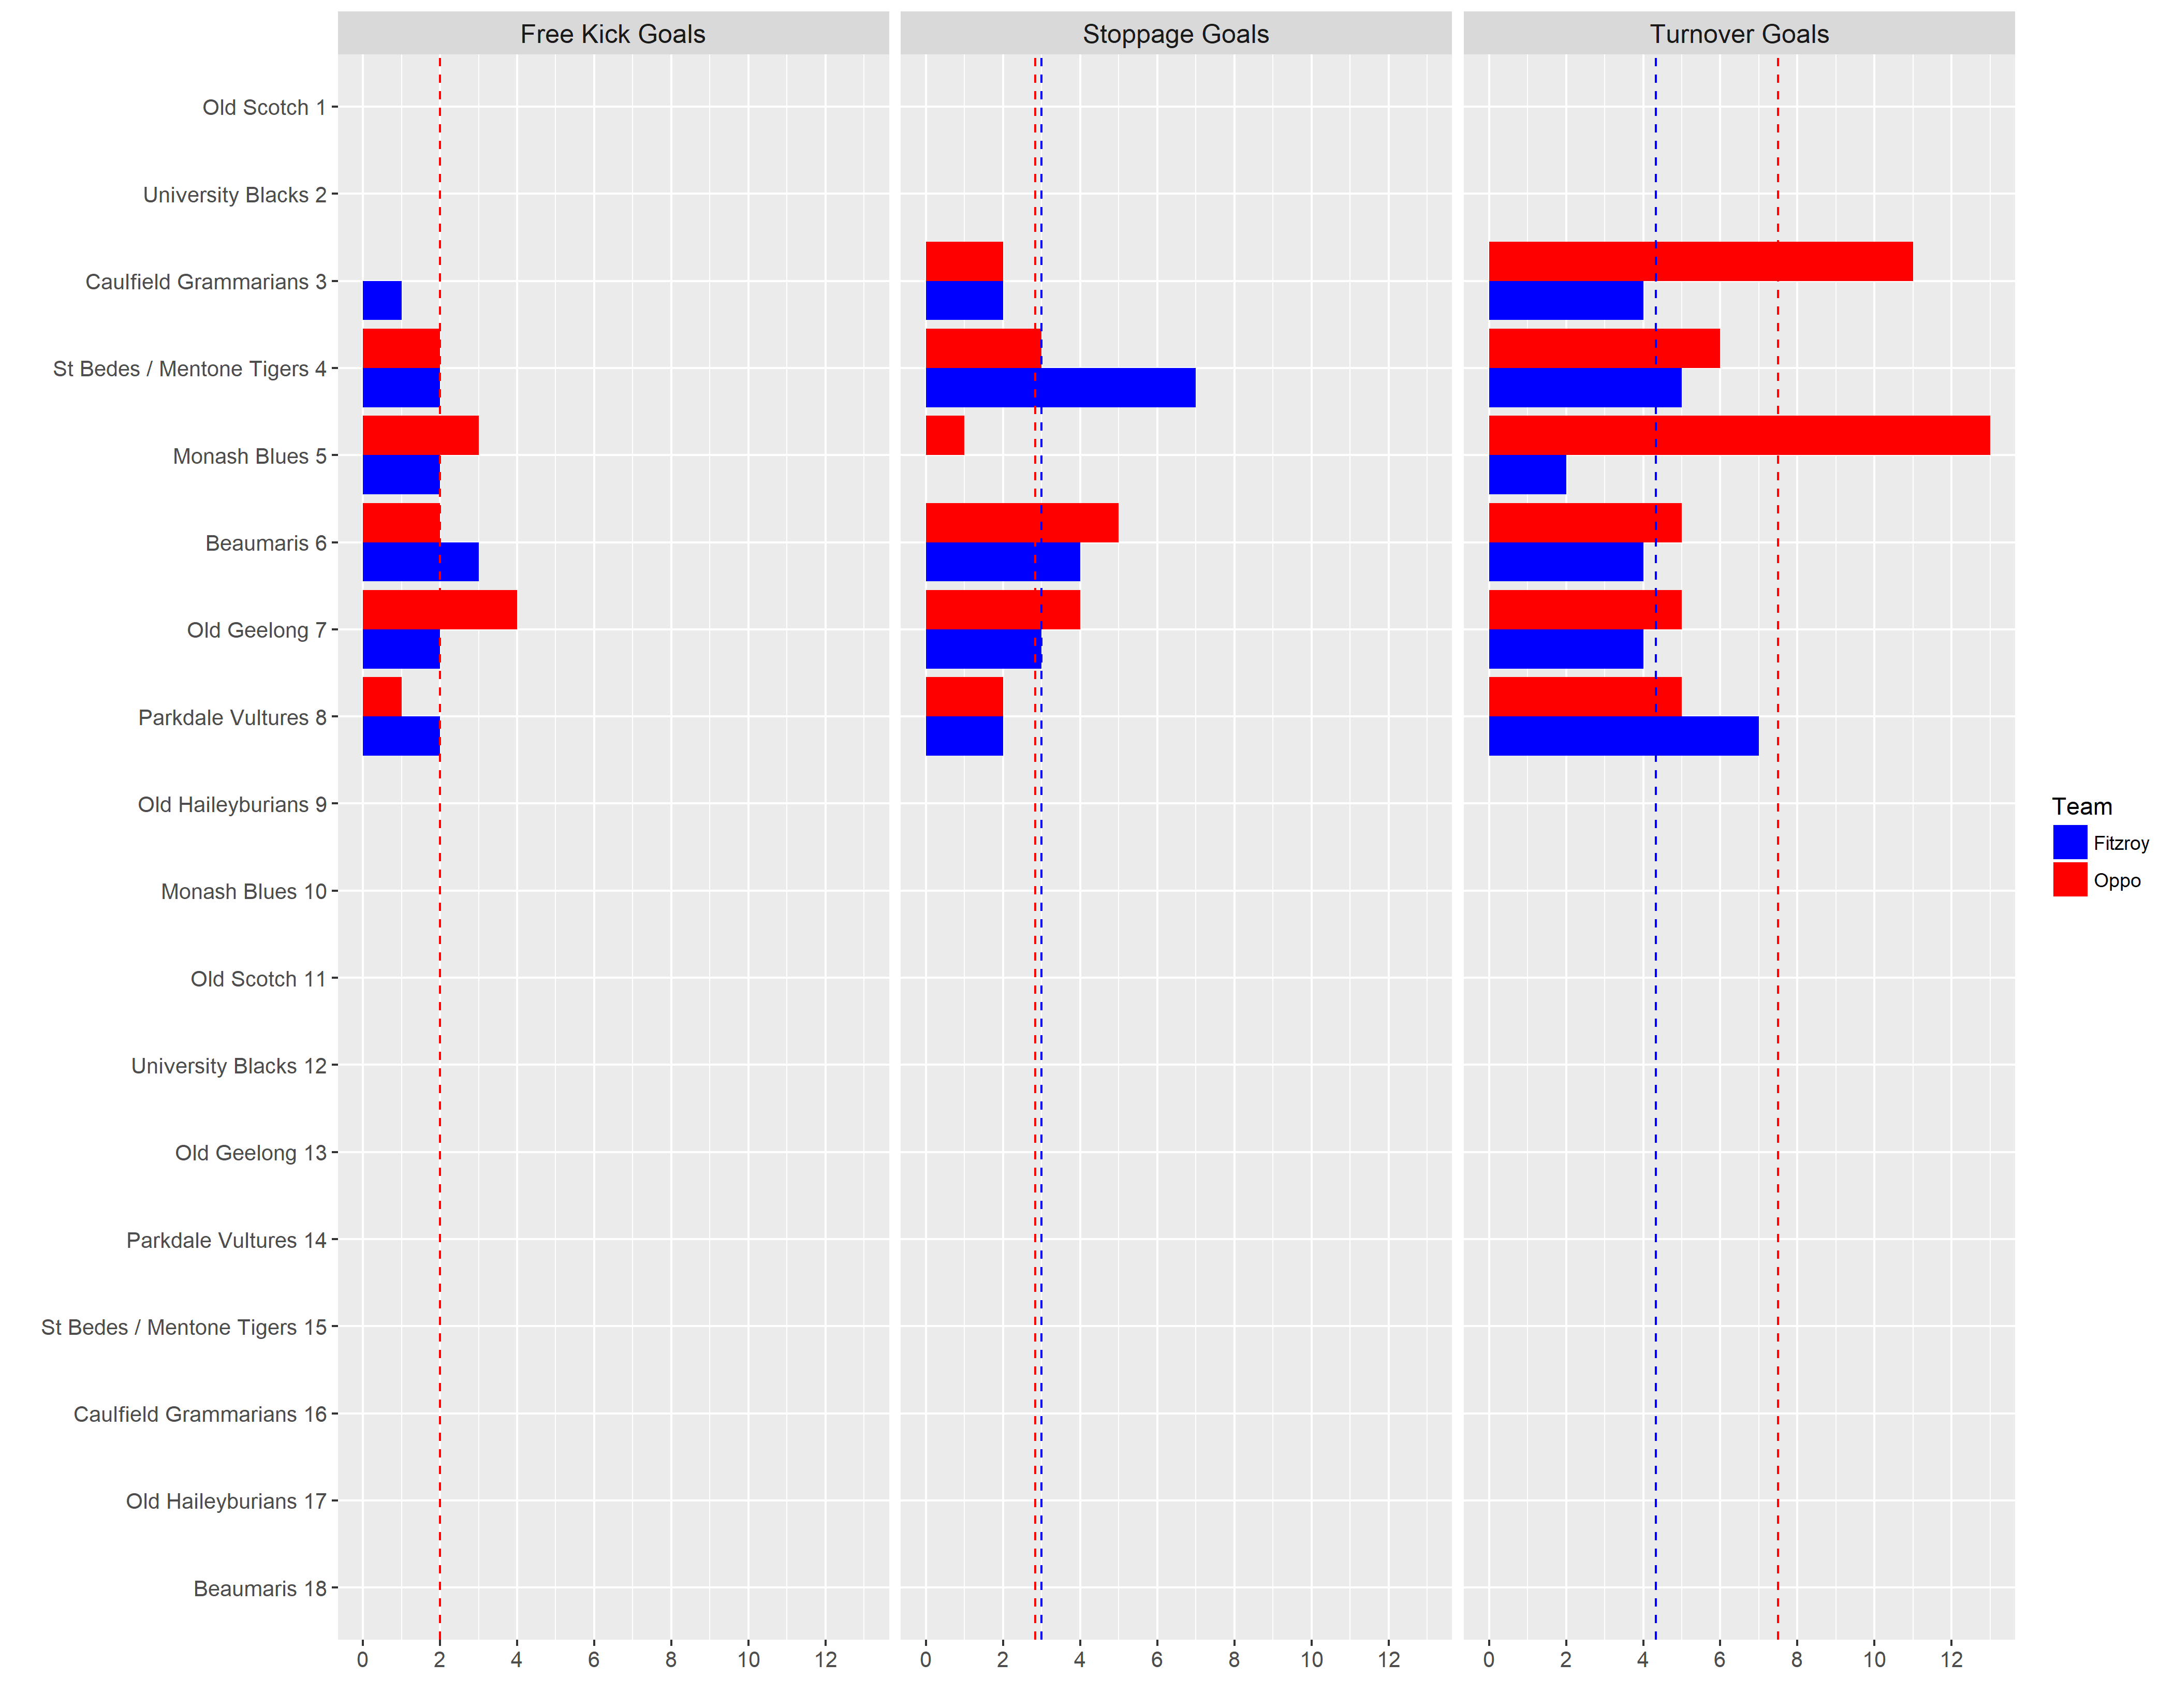 Free Kick Goals
Stoppage Goals
Turnover Goals
Old Scotch 1
University Blacks 2
Caulfield Grammarians 3
St Bedes / Mentone Tigers 4
Monash Blues 5
Beaumaris 6
Old Geelong 7
Parkdale Vultures 8
Old Haileyburians 9
Monash Blues 10
Old Scotch 11
University Blacks 12
Old Geelong 13
Parkdale Vultures 14
St Bedes / Mentone Tigers 15
Caulfield Grammarians 16
Old Haileyburians 17
Beaumaris 18
0 2 4 6 8 10 12
0 2 4 6 8 10 12
0 2 4 6 8 10 12
Team
Fitzroy
Oppo